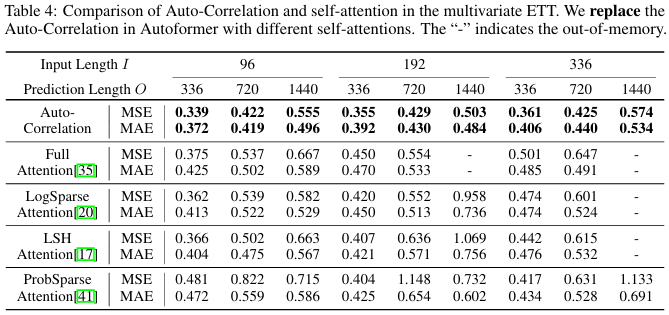 Table 4: Comparison of Auto-Correlation and self-attention in the multivariate ETT. We replace the
Auto-Correlation in Autoformer with different self-attentions. The “-” indicates the out-of-memory.
Input Length I 96 192 336
Prediction Length O 336 720 1440 336 720 1440 336 720 1440
Auto- MSE 0.339 0.422 0.555 0.355 0.429 0.503 0.361 0.425 0.574
Correlation MAE 0.372 0.419 0.496 0.392 0.430 0.484 0.406 0.440 0.534
Full MSE 0.375 0.537 0.667 0.450 0.554 - 0.501 0.647 -
Attention[35] MAE 0.425 0.502 0.589 0.470 0.533 - 0.485 0.491 -
LogSparse MSE 0.362 0.539 0.582 0.420 0.552 0.958 0.474 0.601 -
Attention[20] MAE 0.413 0.522 0.529 0.450 0.513 0.736 0.474 0.524 -
LSH MSE 0.366 0.502 0.663 0.407 0.636 1.069 0.442 0.615 -
Attention[17] MAE 0.404 0.475 0.567 0.421 0.571 0.756 0.476 0.532 -
ProbSparse MSE 0.481 0.822 0.715 0.404 1.148 0.732 0.417 0.631 1.133
Attention[41] MAE 0.472 0.559 0.586 0.425 0.654 0.602 0.434 0.528 0.691